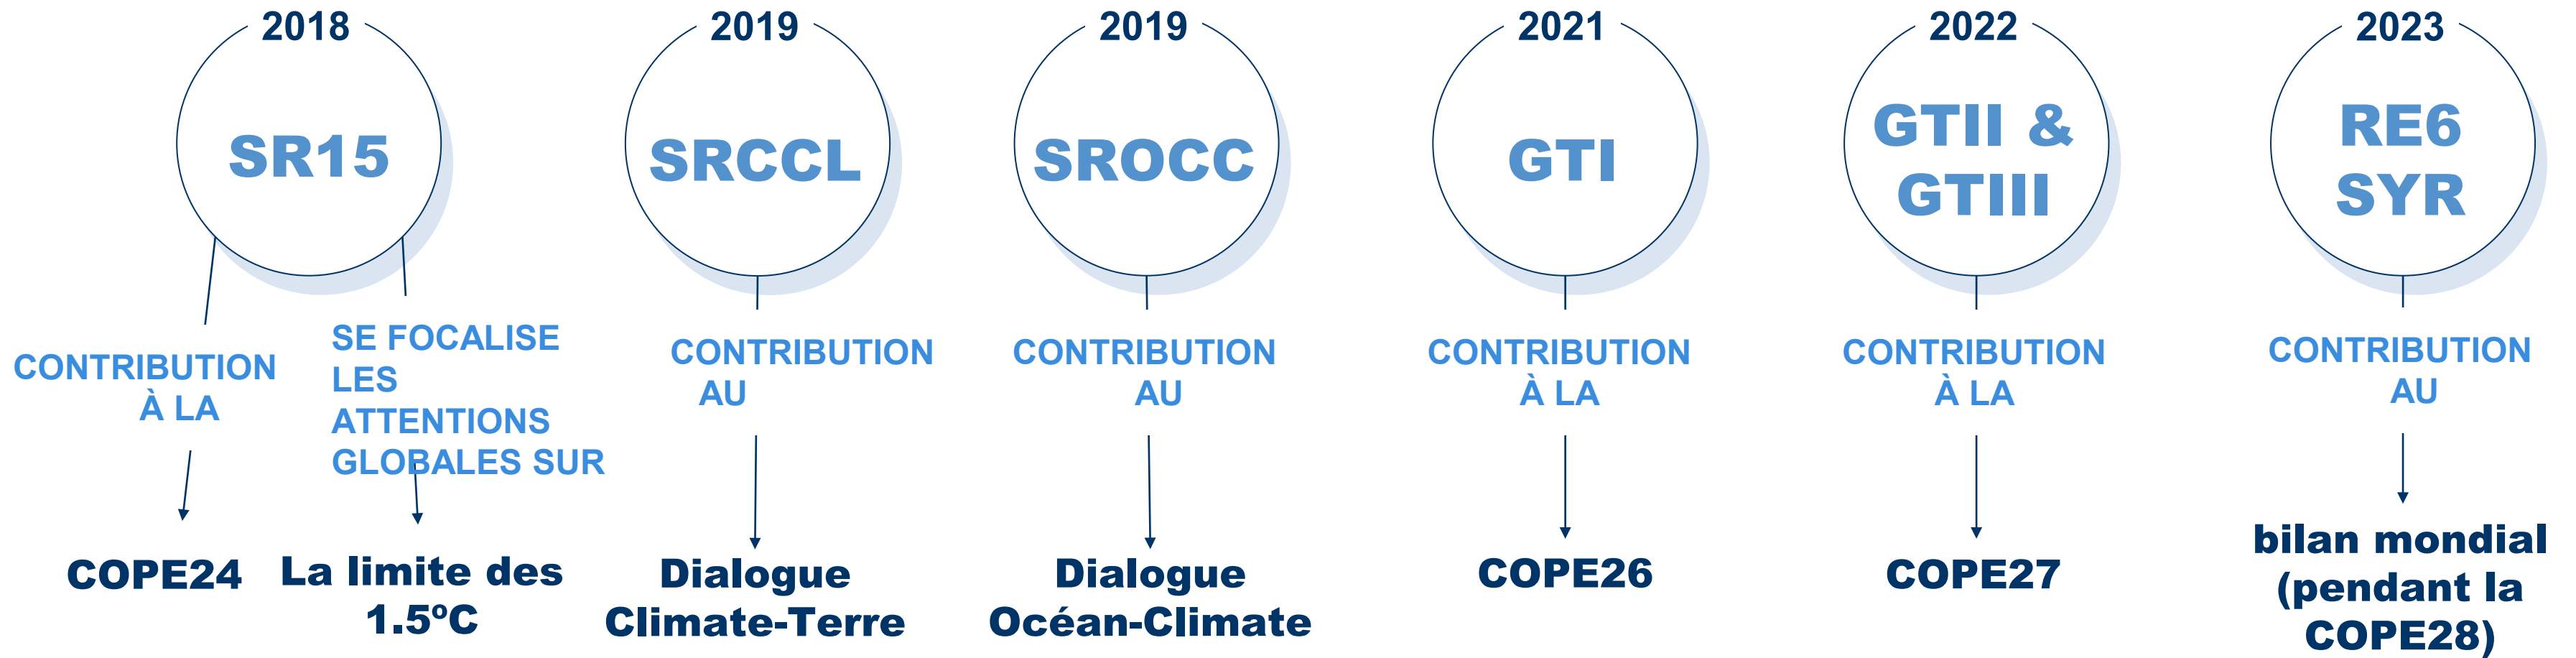 2018
SR15
CONTRIBUTION
À LA
COPE24
SE FOCALISE
LES
ATTENTIONS
GLOBALES SUR
La limite des
1.5ºC
2019
SRCCL
CONTRIBUTION
AU
Dialogue
Climate-Terre
2019
SROCC
CONTRIBUTION
AU
Dialogue
Océan-Climate
2021
GTI
CONTRIBUTION
À LA
COPE26
2022
GTII &
GTIII
CONTRIBUTION
À LA
COPE27
2023
RE6
SYR
CONTRIBUTION
AU
bilan mondial
(pendant la
COPE28)